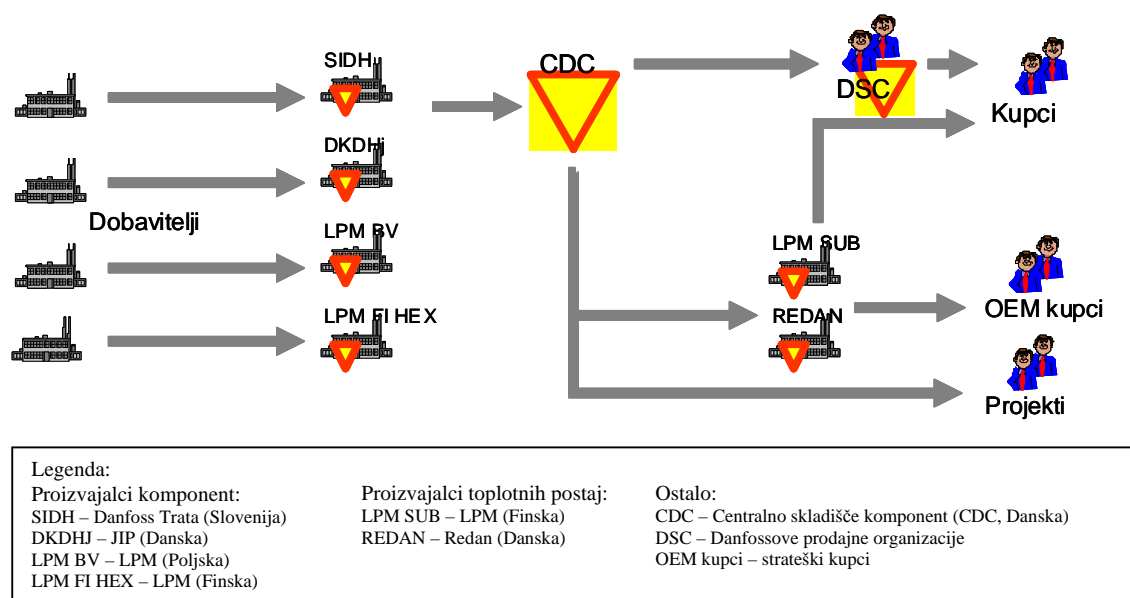 SIDH
CDC
DSC
Kupci
DKDHj
Dobavitelji
LPM BV
LPM SUB
LPM FI HEX
REDAN
OEM kupci
Projekti
Legenda:
Proizvajalci komponent:
SIDH – Danfoss Trata (Slovenija)
DKDHJ – JIP (Danska)
LPM BV – LPM (Poljska)
LPM FI HEX – LPM (Finska)
Proizvajalci toplotnih postaj:
LPM SUB – LPM (Finska)
REDAN – Redan (Danska)
Ostalo:
CDC – Centralno skladišče komponent (CDC, Danska)
DSC – Danfossove prodajne organizacije
OEM kupci – strateški kupci